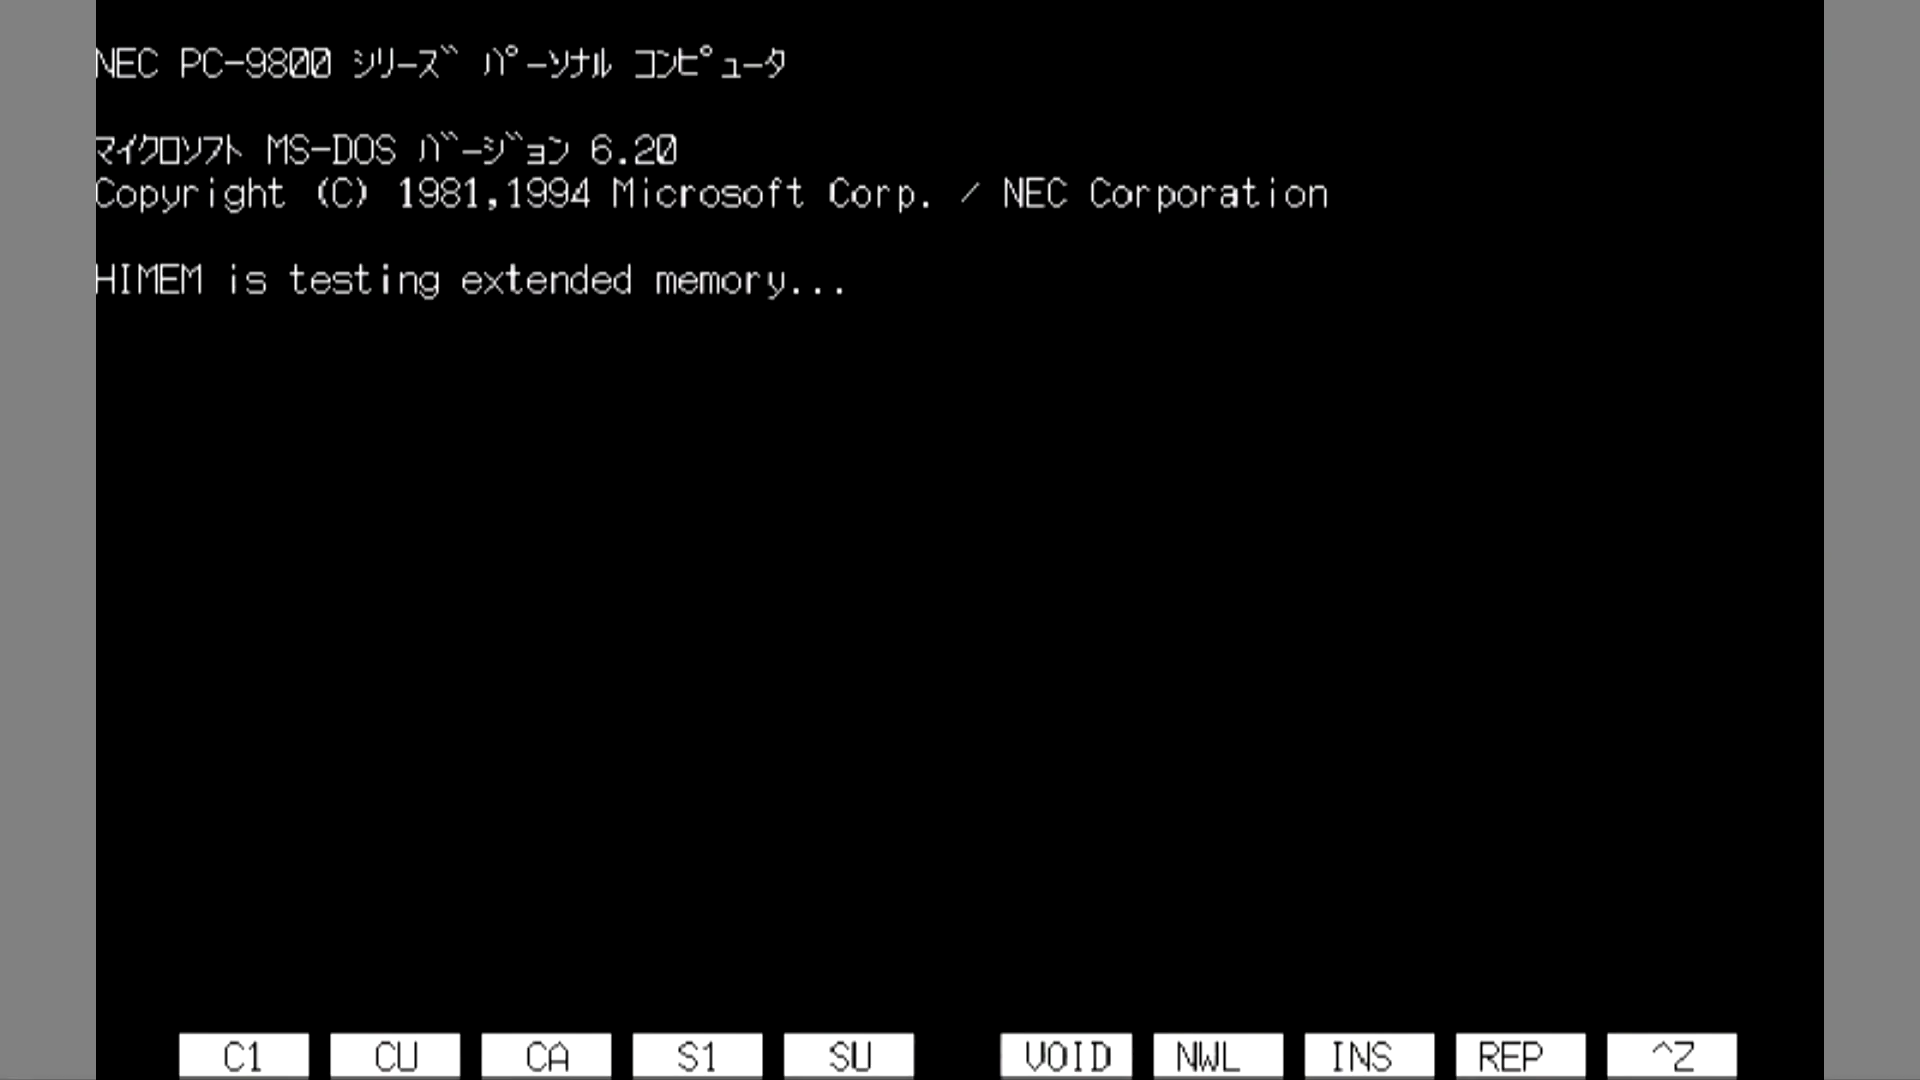 NEC PC-9800 ｼﾘｰｽﾞ ﾊﾟｰｿﾅﾙ ｺﾝﾋﾟｭｰﾀ
ﾏｲｸﾛｿﾌﾄ MS-DOS ﾊﾞｰｼﾞｮﾝ 6.20
Copyright (C) 1981,1994 Microsoft Corp. / NEC Corporation
HIMEM is testing extended memory...
C1 CU CA S1 SU VOID NWL INS REP ^Z